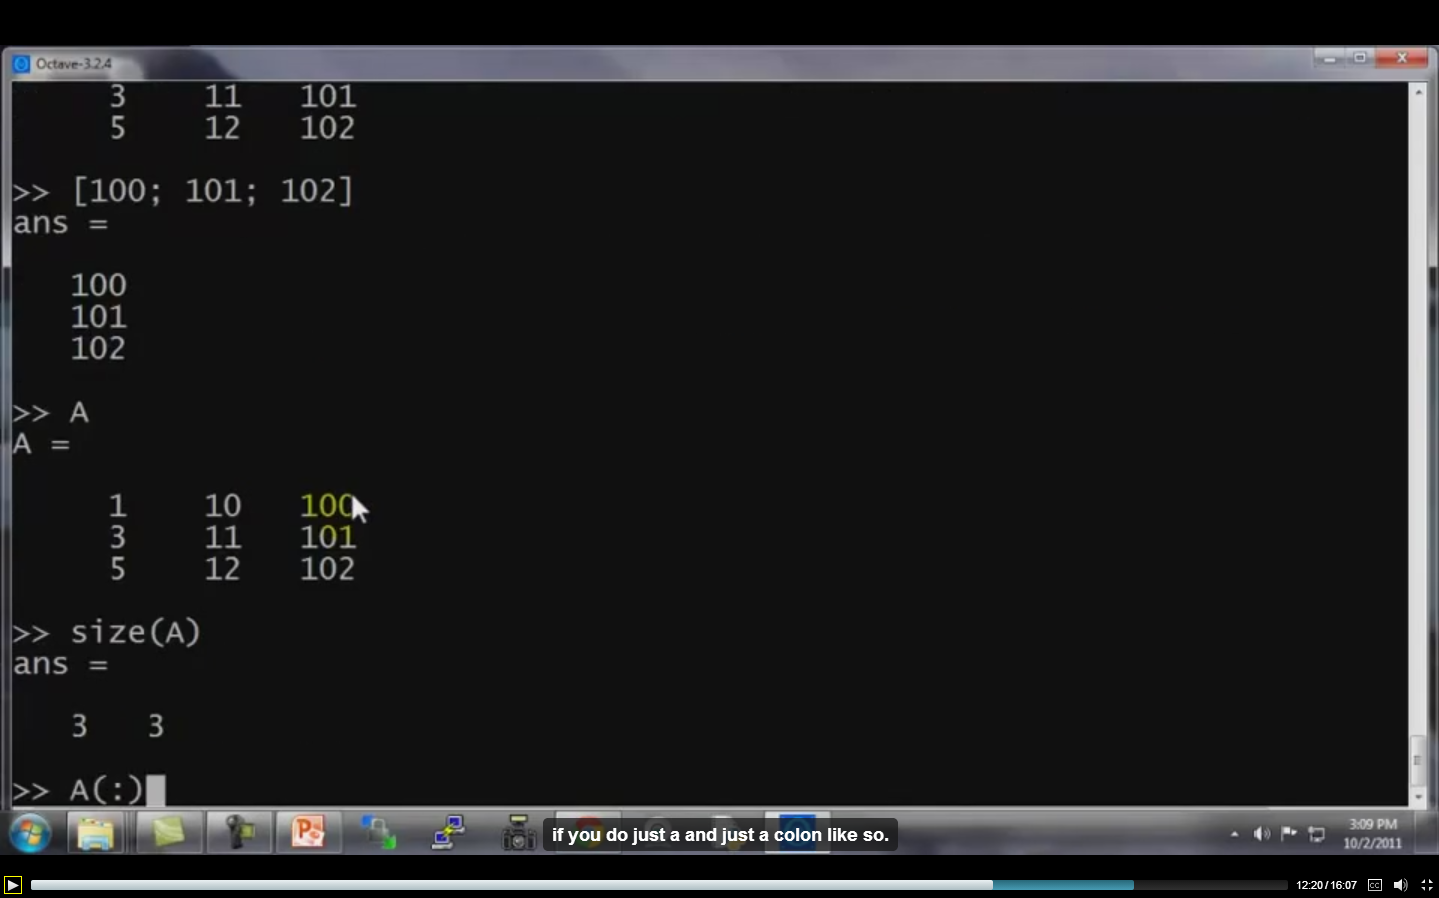 Octave-3.2.4
3 11 101
5 12 102
>> [100; 101; 102]
ans =
100
101
102
>> A
A =
1 10 100
3 11 101
5 12 102
>> size(A)
ans =
3 3
>> A(:)
if you do just a and just a colon like so.
3:09 PM
10/2/2011
12:20/16:07
CC